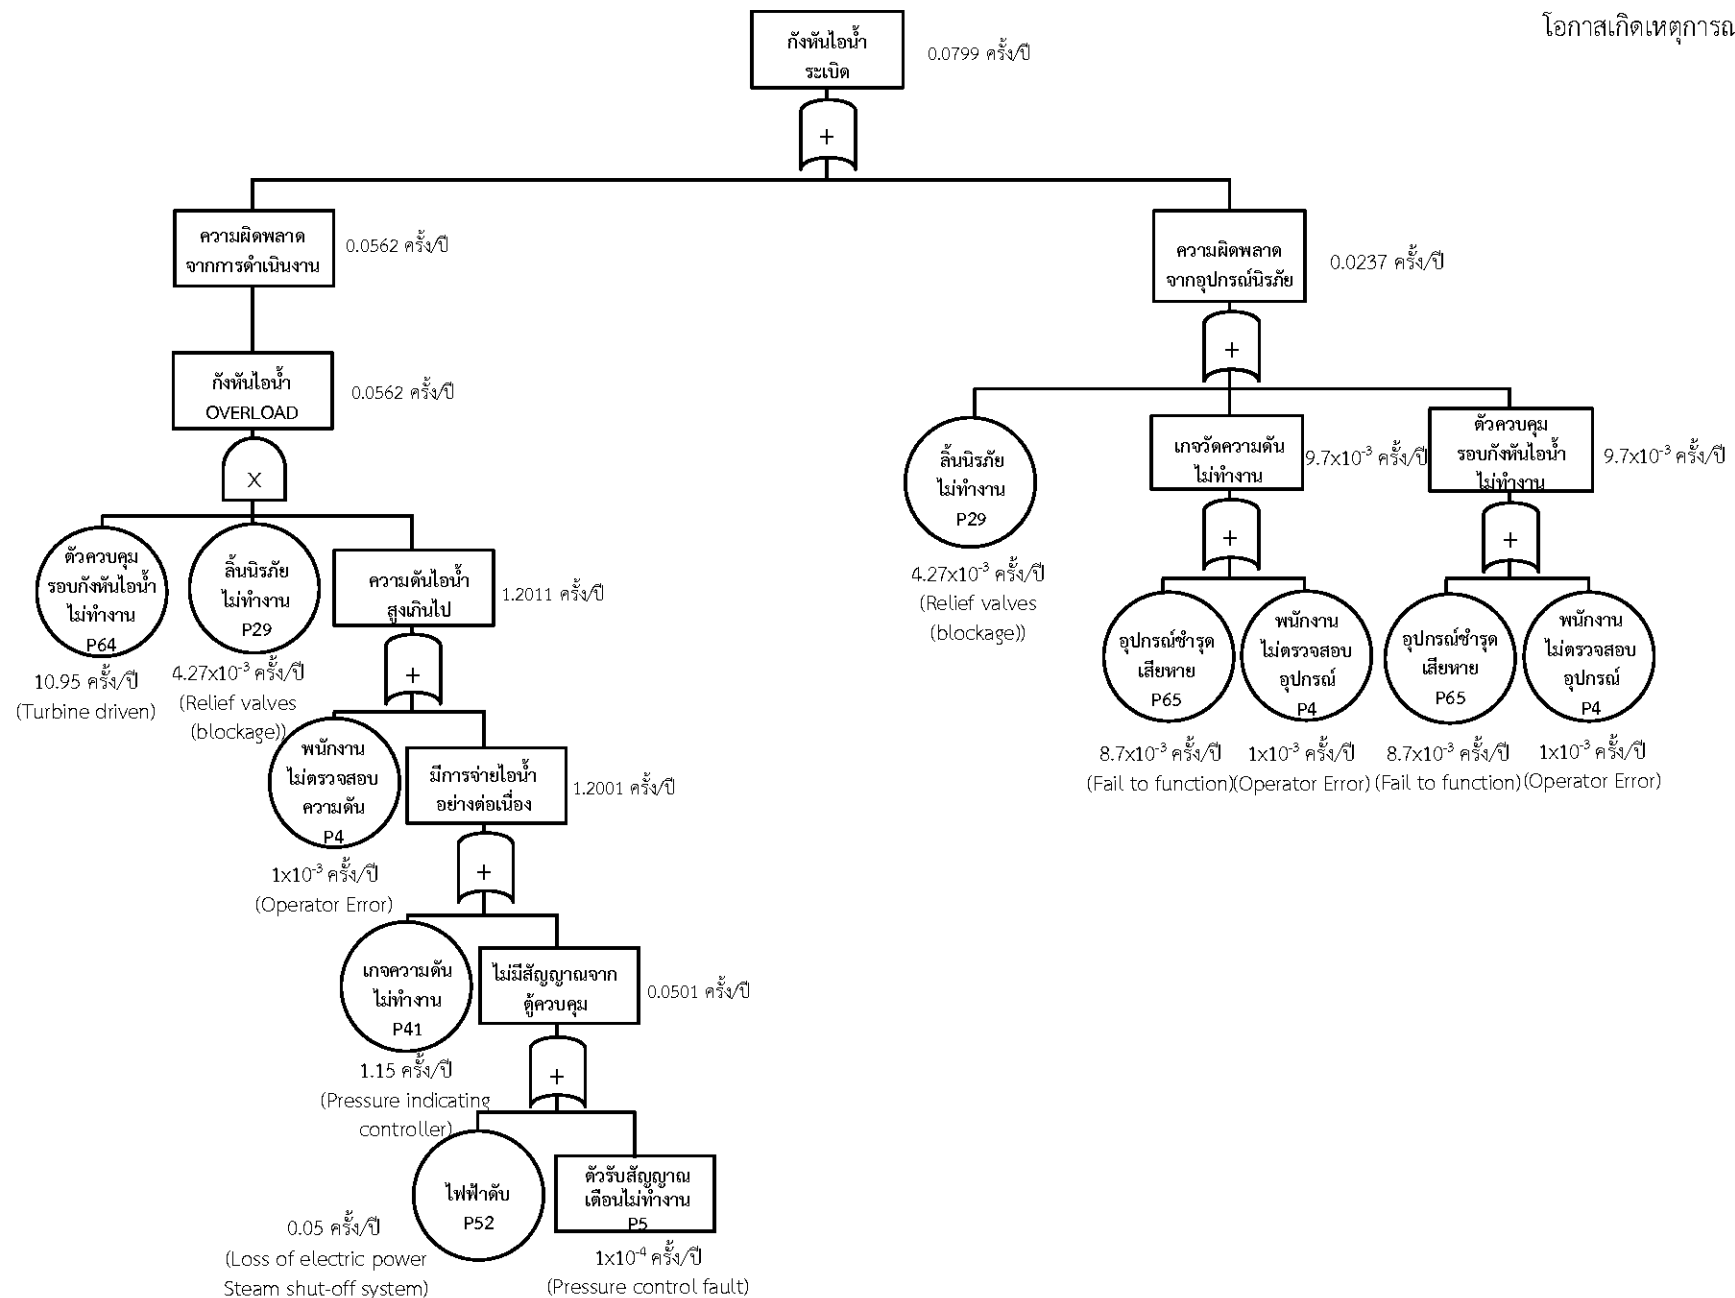 โอกาสเกิดเหตุการณ
กังหันไอน้ำ
ระเบิด
0.0799 ครั้ง/ปี
+
ความผิดพลาด
จากการดำเนินงาน
0.0562 ครั้ง/ปี
ความผิดพลาด
จากอุปกรณ์นิรภัย
0.0237 ครั้ง/ปี
+
กังหันไอน้ำ
OVERLOAD
0.0562 ครั้ง/ปี
X
ลิ้นนิรภัย
ไม่ทำงาน
P29
4.27x10⁻³ ครั้ง/ปี
(Relief valves
(blockage))
เกจวัดความดัน
ไม่ทำงาน
9.7x10⁻³ ครั้ง/ปี
+
ตัวควบคุม
รอบกังหันไอน้ำ
ไม่ทำงาน
9.7x10⁻³ ครั้ง/ปี
+
ตัวควบคุม
รอบกังหันไอน้ำ
ไม่ทำงาน
P64
10.95 ครั้ง/ปี
(Turbine driven)
ลิ้นนิรภัย
ไม่ทำงาน
P29
4.27x10⁻³ ครั้ง/ปี
(Relief valves
(blockage))
ความดันไอน้ำ
สูงเกินไป
1.2011 ครั้ง/ปี
+
อุปกรณ์ชำรุด
เสียหาย
P65
8.7x10⁻³ ครั้ง/ปี
(Fail to function)
พนักงาน
ไม่ตรวจสอบ
อุปกรณ์
P4
1x10⁻³ ครั้ง/ปี
(Operator Error)
อุปกรณ์ชำรุด
เสียหาย
P65
8.7x10⁻³ ครั้ง/ปี
(Fail to function)
พนักงาน
ไม่ตรวจสอบ
อุปกรณ์
P4
1x10⁻³ ครั้ง/ปี
(Operator Error)
พนักงาน
ไม่ตรวจสอบ
ความดัน
P4
1x10⁻³ ครั้ง/ปี
(Operator Error)
มีการจ่ายไอน้ำ
อย่างต่อเนื่อง
1.2001 ครั้ง/ปี
+
เกจความดัน
ไม่ทำงาน
P41
1.15 ครั้ง/ปี
(Pressure indicating
controller)
ไม่มีสัญญาณจาก
ตู้ควบคุม
0.0501 ครั้ง/ปี
+
ไฟฟ้าดับ
P52
0.05 ครั้ง/ปี
(Loss of electric power
Steam shut-off system)
ตัวรับสัญญาณ
เตือนไม่ทำงาน
P5
1x10⁻⁴ ครั้ง/ปี
(Pressure control fault)